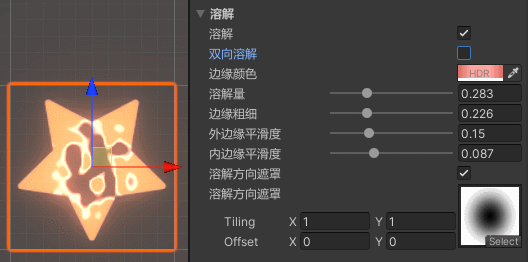 溶解
溶解
双向溶解
边缘颜色 HDR
溶解量 0.283
边缘粗细 0.226
外边缘平滑度 0.15
内边缘平滑度 0.087
溶解方向遮罩
溶解方向遮罩
Tiling X 1 Y 1
Offset X 0 Y 0
Select